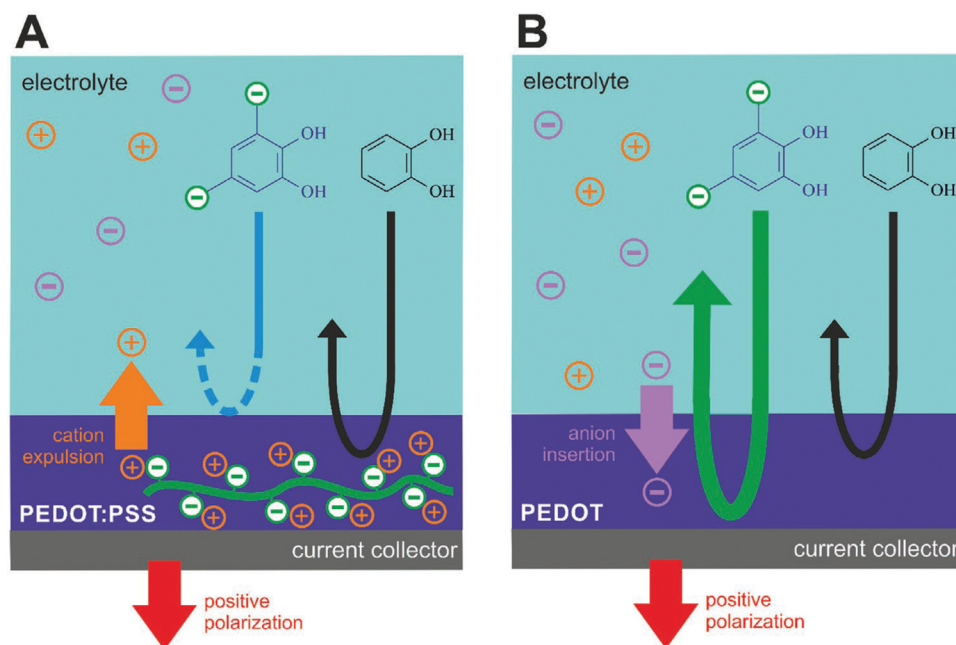 A
electrolyte
OH
OH
OH
OH
cation
expulsion
PEDOT:PSS
current collector
positive
polarization
B
electrolyte
OH
OH
OH
OH
anion
insertion
PEDOT
current collector
positive
polarization